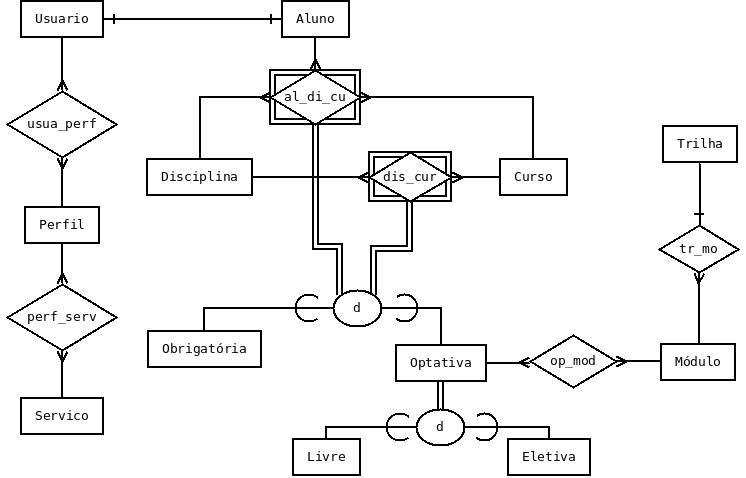 Usuario
Aluno
al_di_cu
usua_perf
Trilha
Disciplina
dis_cur
Curso
Perfil
tr_mo
d
perf_serv
Obrigatória
Optativa
op_mod
Módulo
Servico
d
Livre
Eletiva